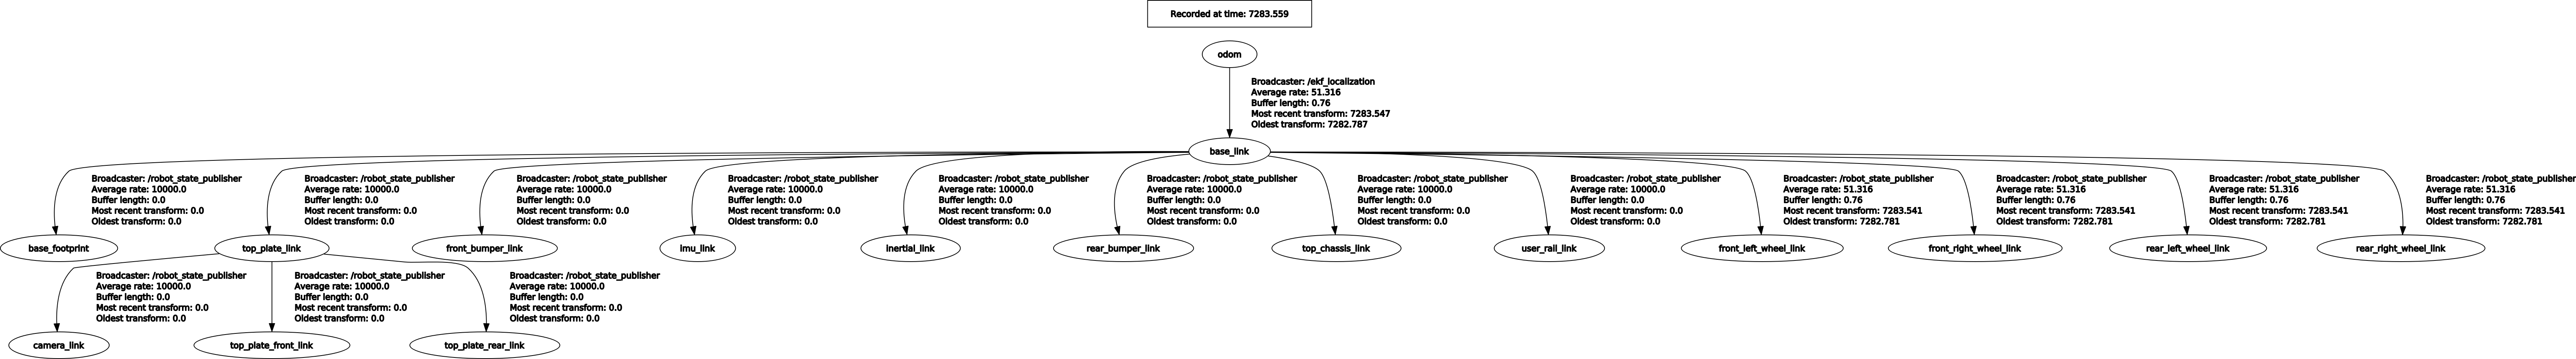 Recorded at time: 7283.559
odom
Broadcaster: /ekf_localization
Average rate: 51.316
Buffer length: 0.76
Most recent transform: 7283.547
Oldest transform: 7282.787
base_link
Broadcaster: /robot_state_publisher
Average rate: 10000.0
Buffer length: 0.0
Most recent transform: 0.0
Oldest transform: 0.0
Broadcaster: /robot_state_publisher
Average rate: 10000.0
Buffer length: 0.0
Most recent transform: 0.0
Oldest transform: 0.0
Broadcaster: /robot_state_publisher
Average rate: 10000.0
Buffer length: 0.0
Most recent transform: 0.0
Oldest transform: 0.0
Broadcaster: /robot_state_publisher
Average rate: 10000.0
Buffer length: 0.0
Most recent transform: 0.0
Oldest transform: 0.0
Broadcaster: /robot_state_publisher
Average rate: 10000.0
Buffer length: 0.0
Most recent transform: 0.0
Oldest transform: 0.0
Broadcaster: /robot_state_publisher
Average rate: 10000.0
Buffer length: 0.0
Most recent transform: 0.0
Oldest transform: 0.0
Broadcaster: /robot_state_publisher
Average rate: 10000.0
Buffer length: 0.0
Most recent transform: 0.0
Oldest transform: 0.0
Broadcaster: /robot_state_publisher
Average rate: 10000.0
Buffer length: 0.0
Most recent transform: 0.0
Oldest transform: 0.0
Broadcaster: /robot_state_publisher
Average rate: 51.316
Buffer length: 0.76
Most recent transform: 7283.541
Oldest transform: 7282.781
Broadcaster: /robot_state_publisher
Average rate: 51.316
Buffer length: 0.76
Most recent transform: 7283.541
Oldest transform: 7282.781
Broadcaster: /robot_state_publisher
Average rate: 51.316
Buffer length: 0.76
Most recent transform: 7283.541
Oldest transform: 7282.781
Broadcaster: /robot_state_publisher
Average rate: 51.316
Buffer length: 0.76
Most recent transform: 7283.541
Oldest transform: 7282.781
base_footprint
top_plate_link
front_bumper_link
imu_link
inertial_link
rear_bumper_link
top_chassis_link
user_rail_link
front_left_wheel_link
front_right_wheel_link
rear_left_wheel_link
rear_right_wheel_link
Broadcaster: /robot_state_publisher
Average rate: 10000.0
Buffer length: 0.0
Most recent transform: 0.0
Oldest transform: 0.0
Broadcaster: /robot_state_publisher
Average rate: 10000.0
Buffer length: 0.0
Most recent transform: 0.0
Oldest transform: 0.0
Broadcaster: /robot_state_publisher
Average rate: 10000.0
Buffer length: 0.0
Most recent transform: 0.0
Oldest transform: 0.0
camera_link
top_plate_front_link
top_plate_rear_link